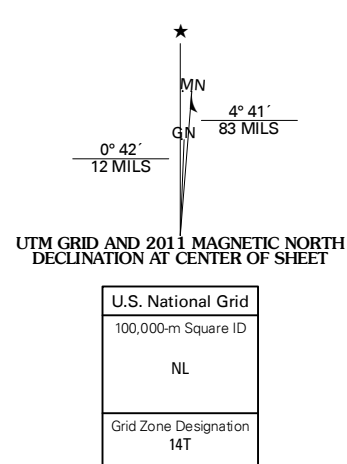 MN
4° 41´
83 MILS
GN
0° 42´
12 MILS
UTM GRID AND 2011 MAGNETIC NORTH
DECLINATION AT CENTER OF SHEET
U.S. National Grid
100,000-m Square ID
NL
Grid Zone Designation
14T